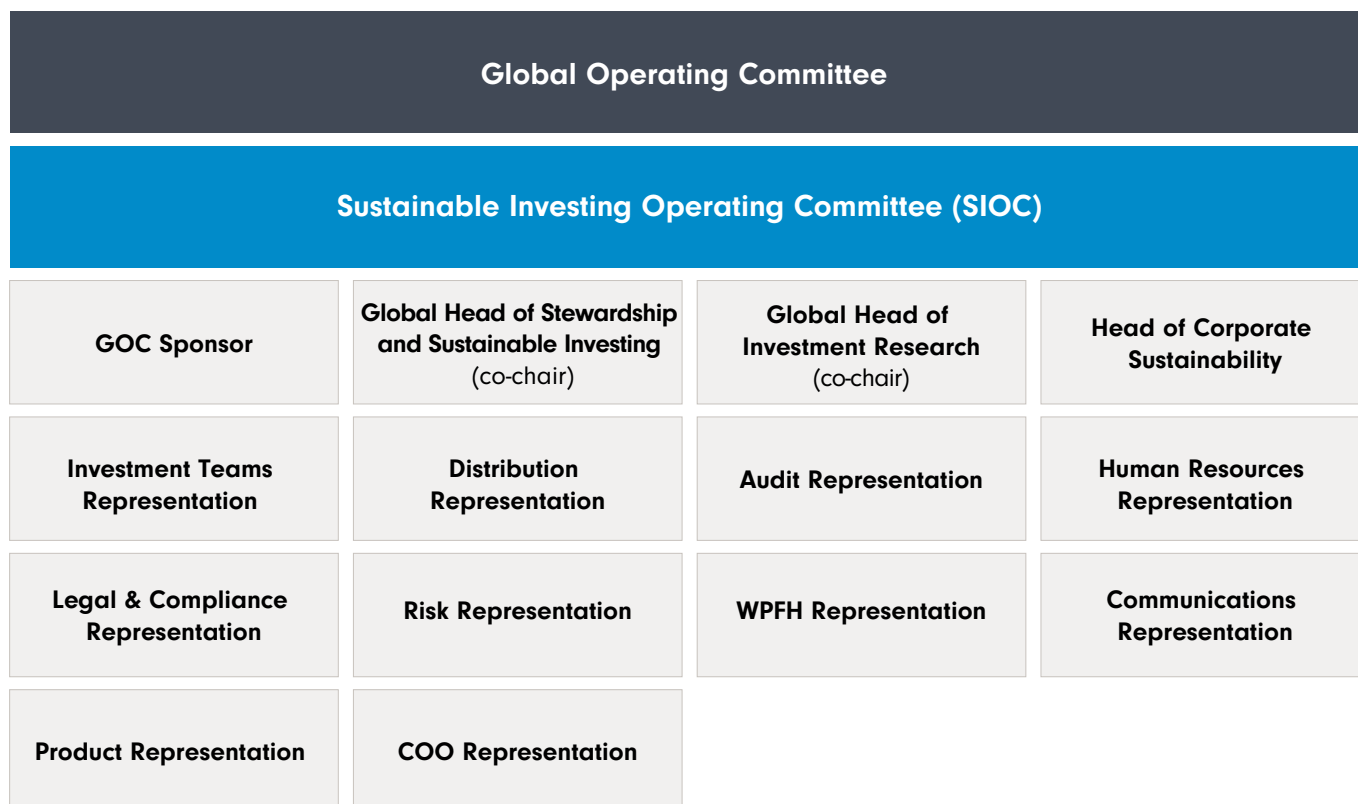 Global Operating Committee
Sustainable Investing Operating Committee (SIOC)
GOC Sponsor
Global Head of Stewardship
and Sustainable Investing
(co-chair)
Global Head of
Investment Research
(co-chair)
Head of Corporate
Sustainability
Investment Teams
Representation
Distribution
Representation
Audit Representation
Human Resources
Representation
Legal & Compliance
Representation
Risk Representation
WPFH Representation
Communications
Representation
Product Representation
COO Representation